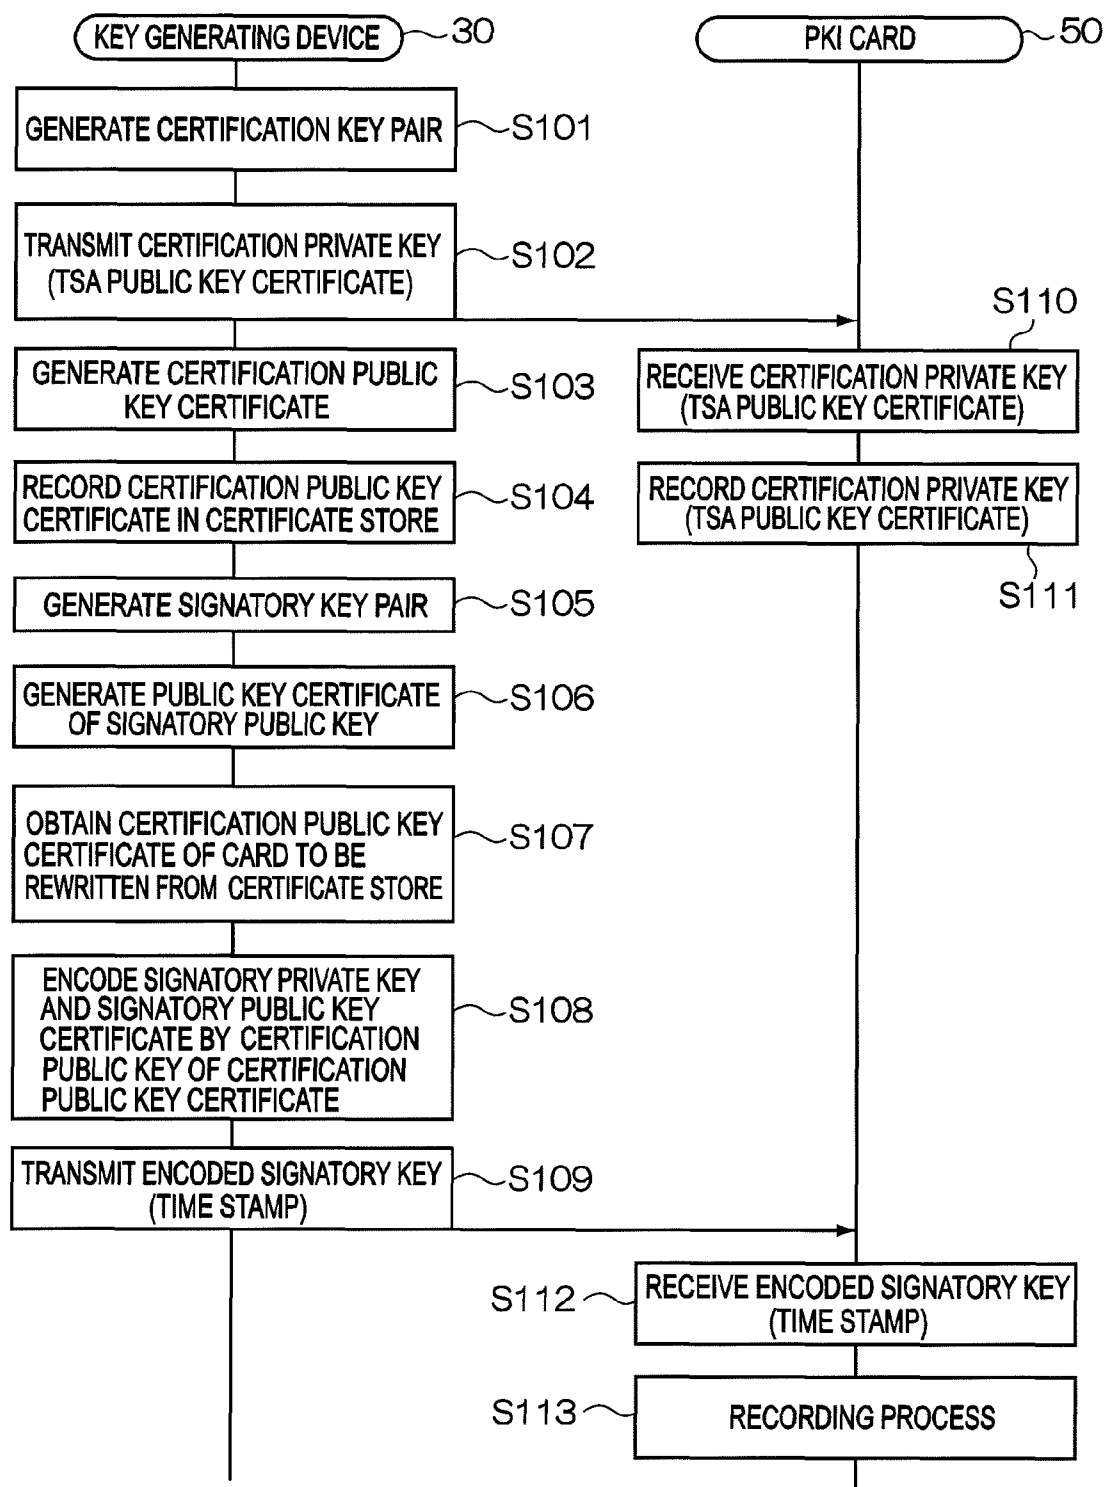 KEY GENERATING DEVICE
30
PKI CARD
50
GENERATE CERTIFICATION KEY PAIR
S101
TRANSMIT CERTIFICATION PRIVATE KEY
(TSA PUBLIC KEY CERTIFICATE)
S102
S110
GENERATE CERTIFICATION PUBLIC
KEY CERTIFICATE
S103
RECEIVE CERTIFICATION PRIVATE KEY
(TSA PUBLIC KEY CERTIFICATE)
RECORD CERTIFICATION PUBLIC KEY
CERTIFICATE IN CERTIFICATE STORE
S104
RECORD CERTIFICATION PRIVATE KEY
(TSA PUBLIC KEY CERTIFICATE)
S111
GENERATE SIGNATORY KEY PAIR
S105
GENERATE PUBLIC KEY CERTIFICATE
OF SIGNATORY PUBLIC KEY
S106
OBTAIN CERTIFICATION PUBLIC KEY
CERTIFICATE OF CARD TO BE
REWRITTEN FROM CERTIFICATE STORE
S107
ENCODE SIGNATORY PRIVATE KEY
AND SIGNATORY PUBLIC KEY
CERTIFICATE BY CERTIFICATION
PUBLIC KEY OF CERTIFICATION
PUBLIC KEY CERTIFICATE
S108
TRANSMIT ENCODED SIGNATORY KEY
(TIME STAMP)
S109
S112
RECEIVE ENCODED SIGNATORY KEY
(TIME STAMP)
S113
RECORDING PROCESS